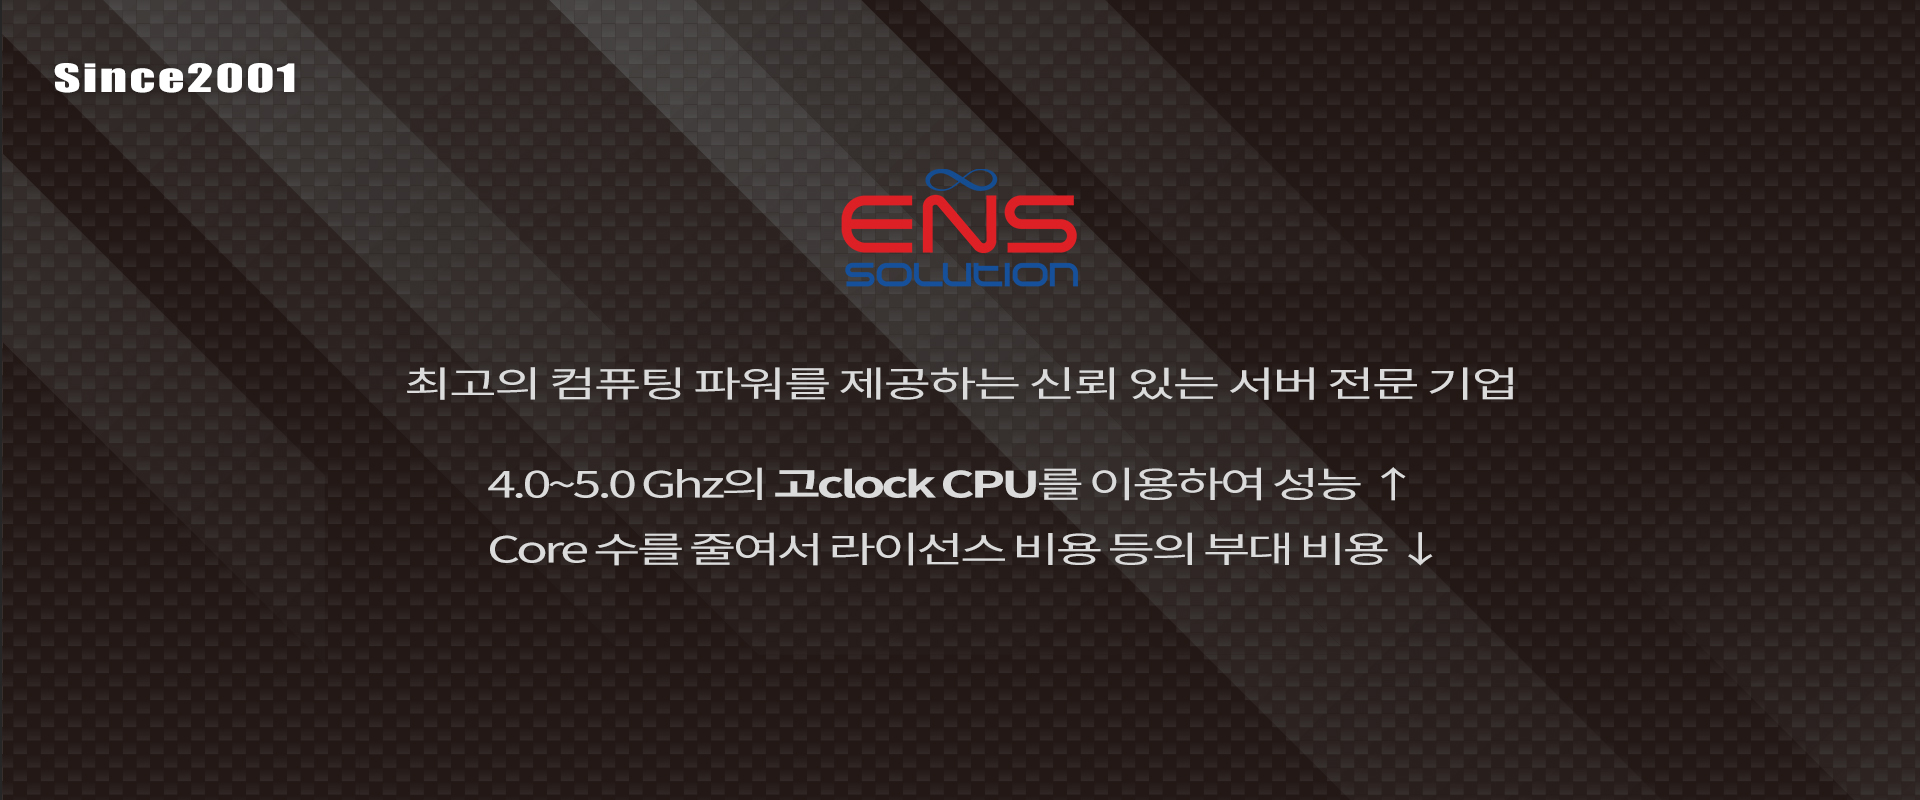 Since2001
ENS
SOLUTION
최고의 컴퓨팅 파워를 제공하는 신뢰 있는 서버 전문 기업
4.0~5.0 Ghz의 고clock CPU를 이용하여 성능 ↑
Core 수를 줄여서 라이선스 비용 등의 부대 비용 ↓